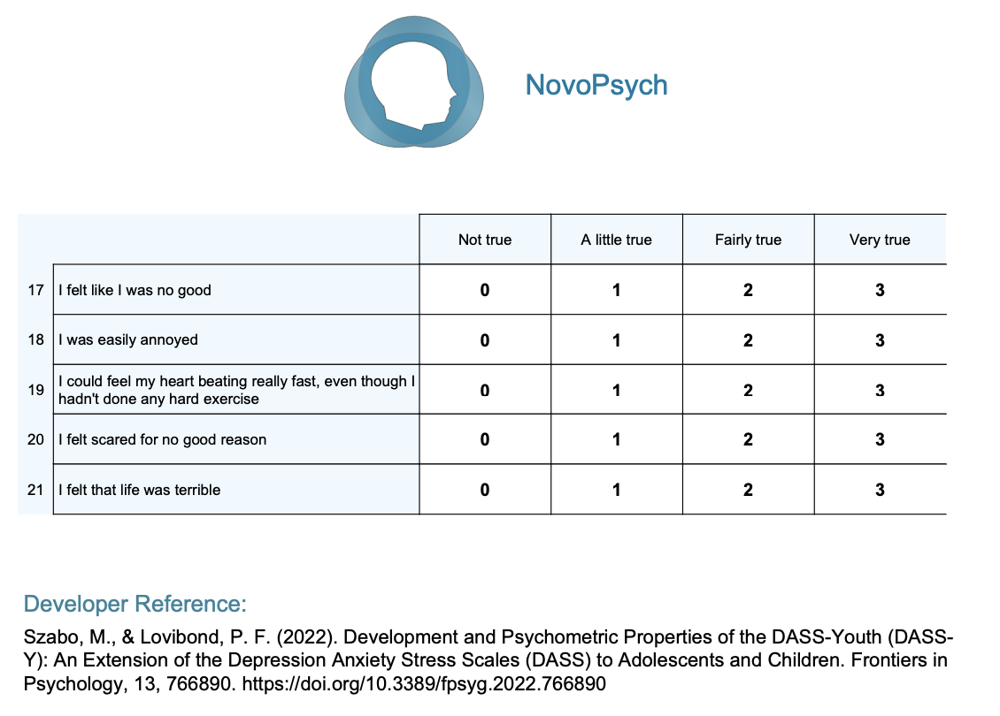 NovoPsych
Not true A little true Fairly true Very true
17 I felt like I was no good 0 1 2 3
18 I was easily annoyed 0 1 2 3
19 I could feel my heart beating really fast, even though I
hadn't done any hard exercise 0 1 2 3
20 I felt scared for no good reason 0 1 2 3
21 I felt that life was terrible 0 1 2 3
Developer Reference:
Szabo, M., & Lovibond, P. F. (2022). Development and Psychometric Properties of the DASS-Youth (DASS-
Y): An Extension of the Depression Anxiety Stress Scales (DASS) to Adolescents and Children. Frontiers in
Psychology, 13, 766890. https://doi.org/10.3389/fpsyg.2022.766890